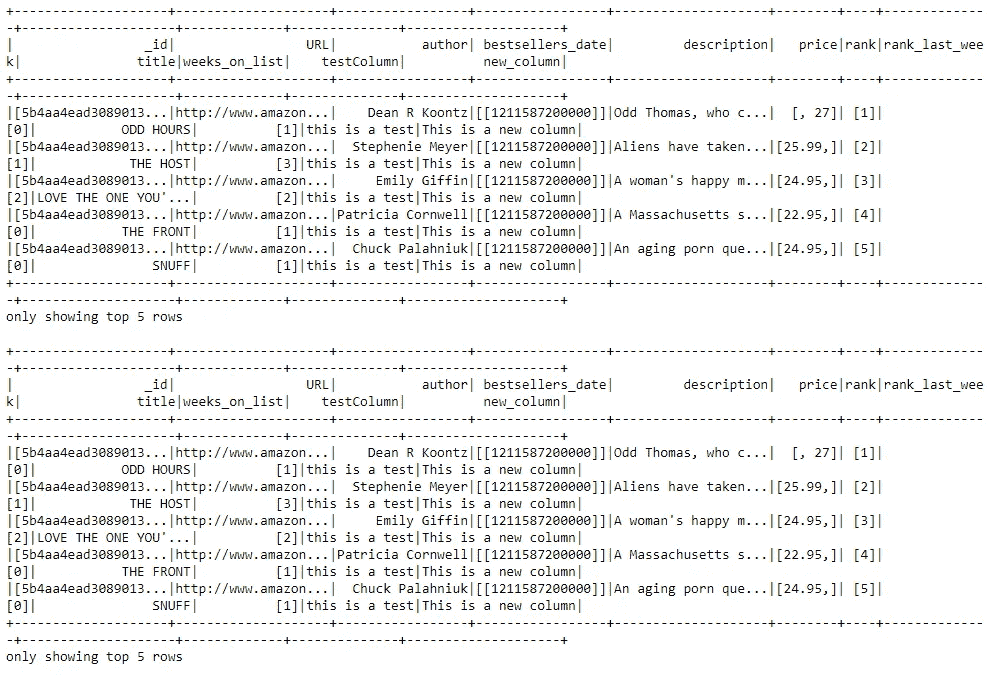 +--------------------+--------------------+-----------------+-----------------+--------------------+--------+----+-------------
-+--------------------+-------------+--------------+--------------------+
|                 _id|                 URL|           author| bestsellers_date|         description|   price|rank|rank_last_wee
k|               title|weeks_on_list|    testColumn|          new_column|
+--------------------+--------------------+-----------------+-----------------+--------------------+--------+----+-------------
-+--------------------+-------------+--------------+--------------------+
|[5b4aa4ead3089013...|http://www.amazon...|    Dean R Koontz|[[1211587200000]]|Odd Thomas, who c...|  [, 27]| [1]|
[0]|           ODD HOURS|          [1]|this is a test|This is a new column|
|[5b4aa4ead3089013...|http://www.amazon...|  Stephenie Meyer|[[1211587200000]]|Aliens have taken...|[25.99,]| [2]|
[1]|            THE HOST|          [3]|this is a test|This is a new column|
|[5b4aa4ead3089013...|http://www.amazon...|     Emily Giffin|[[1211587200000]]|A woman's happy m...|[24.95,]| [3]|
[2]|LOVE THE ONE YOU'...|          [2]|this is a test|This is a new column|
|[5b4aa4ead3089013...|http://www.amazon...|Patricia Cornwell|[[1211587200000]]|A Massachusetts s...|[22.95,]| [4]|
[0]|           THE FRONT|          [1]|this is a test|This is a new column|
|[5b4aa4ead3089013...|http://www.amazon...|  Chuck Palahniuk|[[1211587200000]]|An aging porn que...|[24.95,]| [5]|
[0]|               SNUFF|          [1]|this is a test|This is a new column|
+--------------------+--------------------+-----------------+-----------------+--------------------+--------+----+-------------
-+--------------------+-------------+--------------+--------------------+
only showing top 5 rows

+--------------------+--------------------+-----------------+-----------------+--------------------+--------+----+-------------
-+--------------------+-------------+--------------+--------------------+
|                 _id|                 URL|           author| bestsellers_date|         description|   price|rank|rank_last_wee
k|               title|weeks_on_list|    testColumn|          new_column|
+--------------------+--------------------+-----------------+-----------------+--------------------+--------+----+-------------
-+--------------------+-------------+--------------+--------------------+
|[5b4aa4ead3089013...|http://www.amazon...|    Dean R Koontz|[[1211587200000]]|Odd Thomas, who c...|  [, 27]| [1]|
[0]|           ODD HOURS|          [1]|this is a test|This is a new column|
|[5b4aa4ead3089013...|http://www.amazon...|  Stephenie Meyer|[[1211587200000]]|Aliens have taken...|[25.99,]| [2]|
[1]|            THE HOST|          [3]|this is a test|This is a new column|
|[5b4aa4ead3089013...|http://www.amazon...|     Emily Giffin|[[1211587200000]]|A woman's happy m...|[24.95,]| [3]|
[2]|LOVE THE ONE YOU'...|          [2]|this is a test|This is a new column|
|[5b4aa4ead3089013...|http://www.amazon...|Patricia Cornwell|[[1211587200000]]|A Massachusetts s...|[22.95,]| [4]|
[0]|           THE FRONT|          [1]|this is a test|This is a new column|
|[5b4aa4ead3089013...|http://www.amazon...|  Chuck Palahniuk|[[1211587200000]]|An aging porn que...|[24.95,]| [5]|
[0]|               SNUFF|          [1]|this is a test|This is a new column|
+--------------------+--------------------+-----------------+-----------------+--------------------+--------+----+-------------
-+--------------------+-------------+--------------+--------------------+
only showing top 5 rows